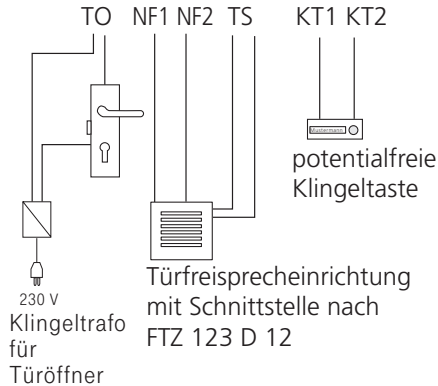 TO NF1 NF2 TS KT1 KT2
Mustermann
potentialfreie
Klingeltaste
230 V
Klingeltrafo
für
Türöffner
Türfreisprecheinrichtung
mit Schnittstelle nach
FTZ 123 D 12